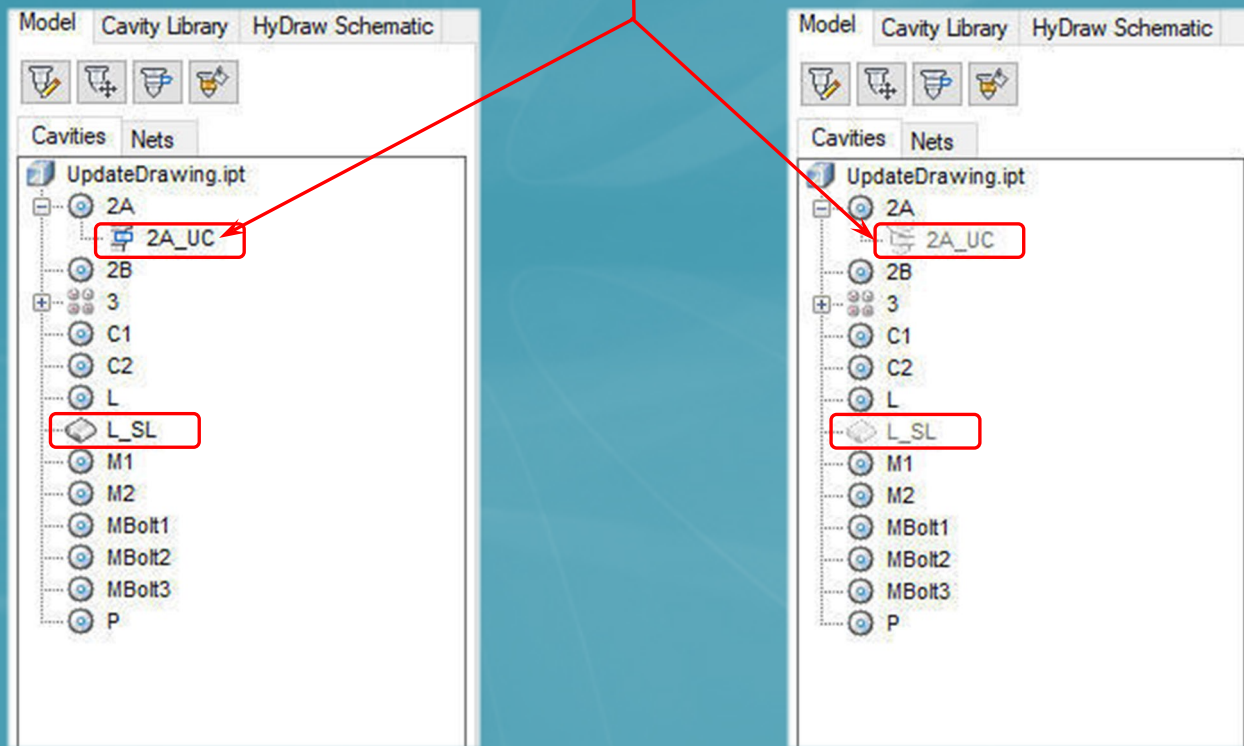 Model Cavity Library HyDraw Schematic
Cavities Nets
UpdateDrawing.ipt
2A
2A_UC
2B
3
C1
C2
L
L_SL
M1
M2
MBolt1
MBolt2
MBolt3
P
Model Cavity Library HyDraw Schematic
Cavities Nets
UpdateDrawing.ipt
2A
2A_UC
2B
3
C1
C2
L
L_SL
M1
M2
MBolt1
MBolt2
MBolt3
P